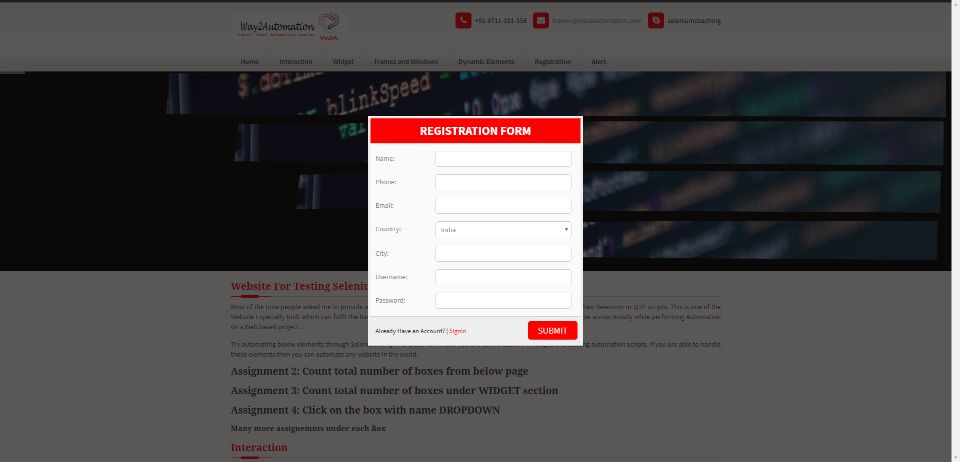 Way2Automation
+91-9711-191-558
trainer@way2automation.com
seleniumcoaching
Home
Interaction
Widget
Frames and Windows
Dynamic Elements
Registration
Alert
blinkSpeed
REGISTRATION FORM
Name:
Phone:
Email:
Country:
India
City:
Username:
Password:
Already Have an Account? | Signin
SUBMIT
Website For Testing
Most of the time people asked me to provide
Selenium or QTP scripts. This is one of the
Website I specially built which can fulfil the
across mostly while performing Automation
on a Web based project .
Try automating below elements through
automation scripts. If you are able to handle
these elements then you can automate any website in the world.
Assignment 2: Count total number of boxes from below page
Assignment 3: Count total number of boxes under WIDGET section
Assignment 4: Click on the box with name DROPDOWN
Many more assignemnts under each Box
Interaction